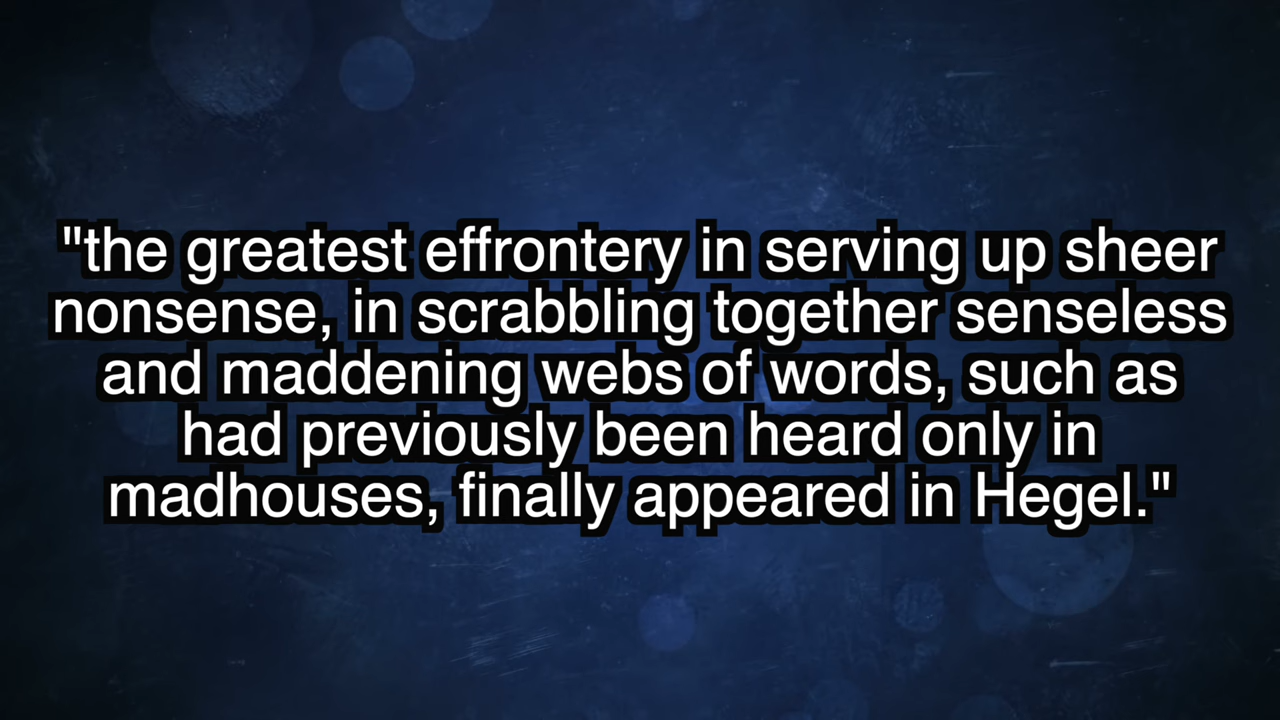 "the greatest effrontery in serving up sheer
nonsense, in scrabbling together senseless
and maddening webs of words, such as
had previously been heard only in
madhouses, finally appeared in Hegel."